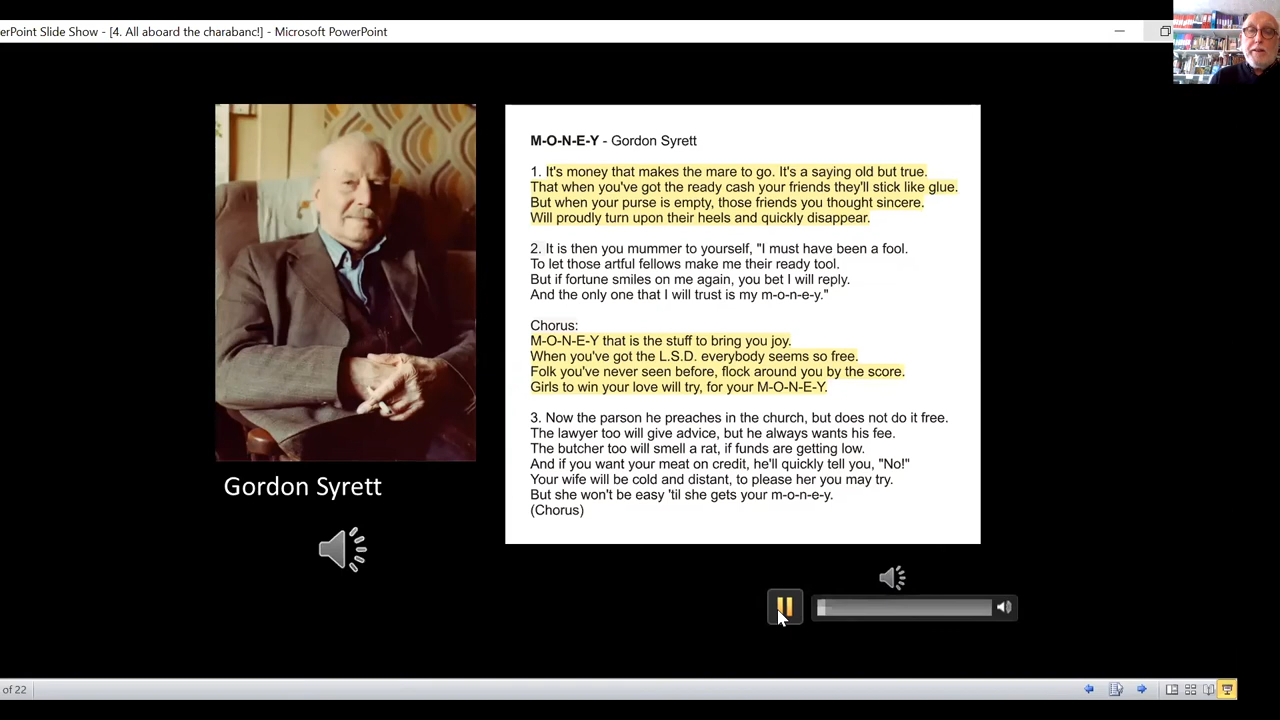 erPoint Slide Show - [4. All aboard the charabanc!] - Microsoft PowerPoint
M-O-N-E-Y - Gordon Syrett
1. It's money that makes the mare to go. It's a saying old but true.
That when you've got the ready cash your friends they'll stick like glue.
But when your purse is empty, those friends you thought sincere.
Will proudly turn upon their heels and quickly disappear.
2. It is then you mummer to yourself, "I must have been a fool.
To let those artful fellows make me their ready tool.
But if fortune smiles on me again, you bet I will reply.
And the only one that I will trust is my m-o-n-e-y."
Chorus:
M-O-N-E-Y that is the stuff to bring you joy.
When you've got the L.S.D. everybody seems so free.
Folk you've never seen before, flock around you by the score.
Girls to win your love will try, for your M-O-N-E-Y.
3. Now the parson he preaches in the church, but does not do it free.
The lawyer too will give advice, but he always wants his fee.
The butcher too will smell a rat, if funds are getting low.
And if you want your meat on credit, he'll quickly tell you, "No!"
Your wife will be cold and distant, to please her you may try.
But she won't be easy 'til she gets your m-o-n-e-y.
(Chorus)
Gordon Syrett
of 22